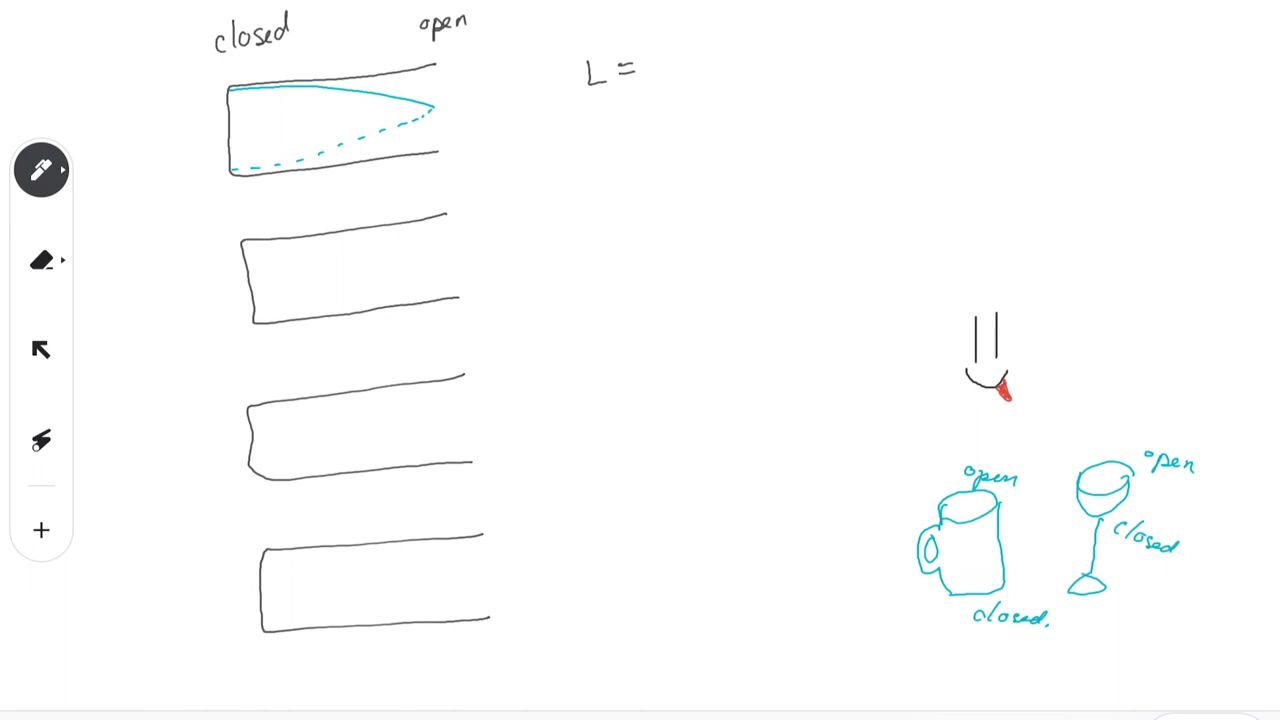 closed open
L =
open
open
closed
closed.